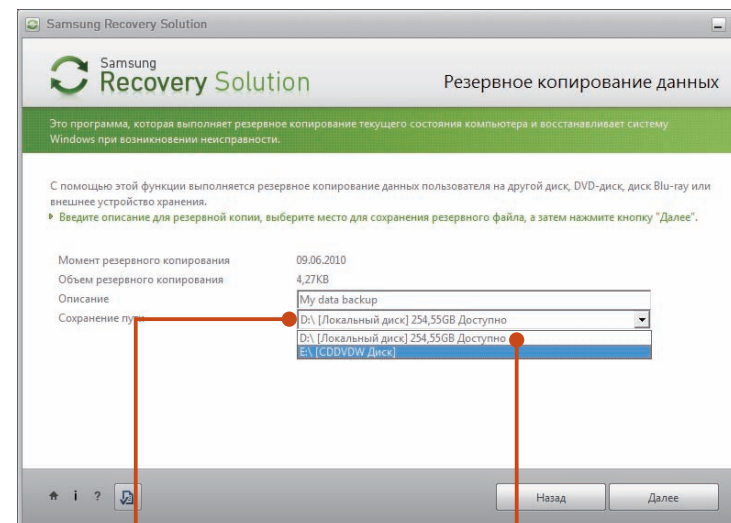 Samsung Recovery Solution
Samsung
Recovery Solution
Резервное копирование данных
Это программа, которая выполняет резервное копирование текущего состояния компьютера и восстанавливает систему
Windows при возникновении неисправности.
С помощью этой функции выполняется резервное копирование данных пользователя на другой диск, DVD-диск, диск Blu-ray или
внешнее устройство хранения.
Введите описание для резервной копии, выберите место для сохранения резервного файла, а затем нажмите кнопку "Далее".
Момент резервного копирования 09.06.2010
Объем резервного копирования 4,27KB
Описание My data backup
Сохранение D:\ [Локальный диск] 254,55GB Доступно
D:\ [Локальный диск] 254,55GB Доступно
E:\ [CDDVDW Диск]
i ?
Назад Далее